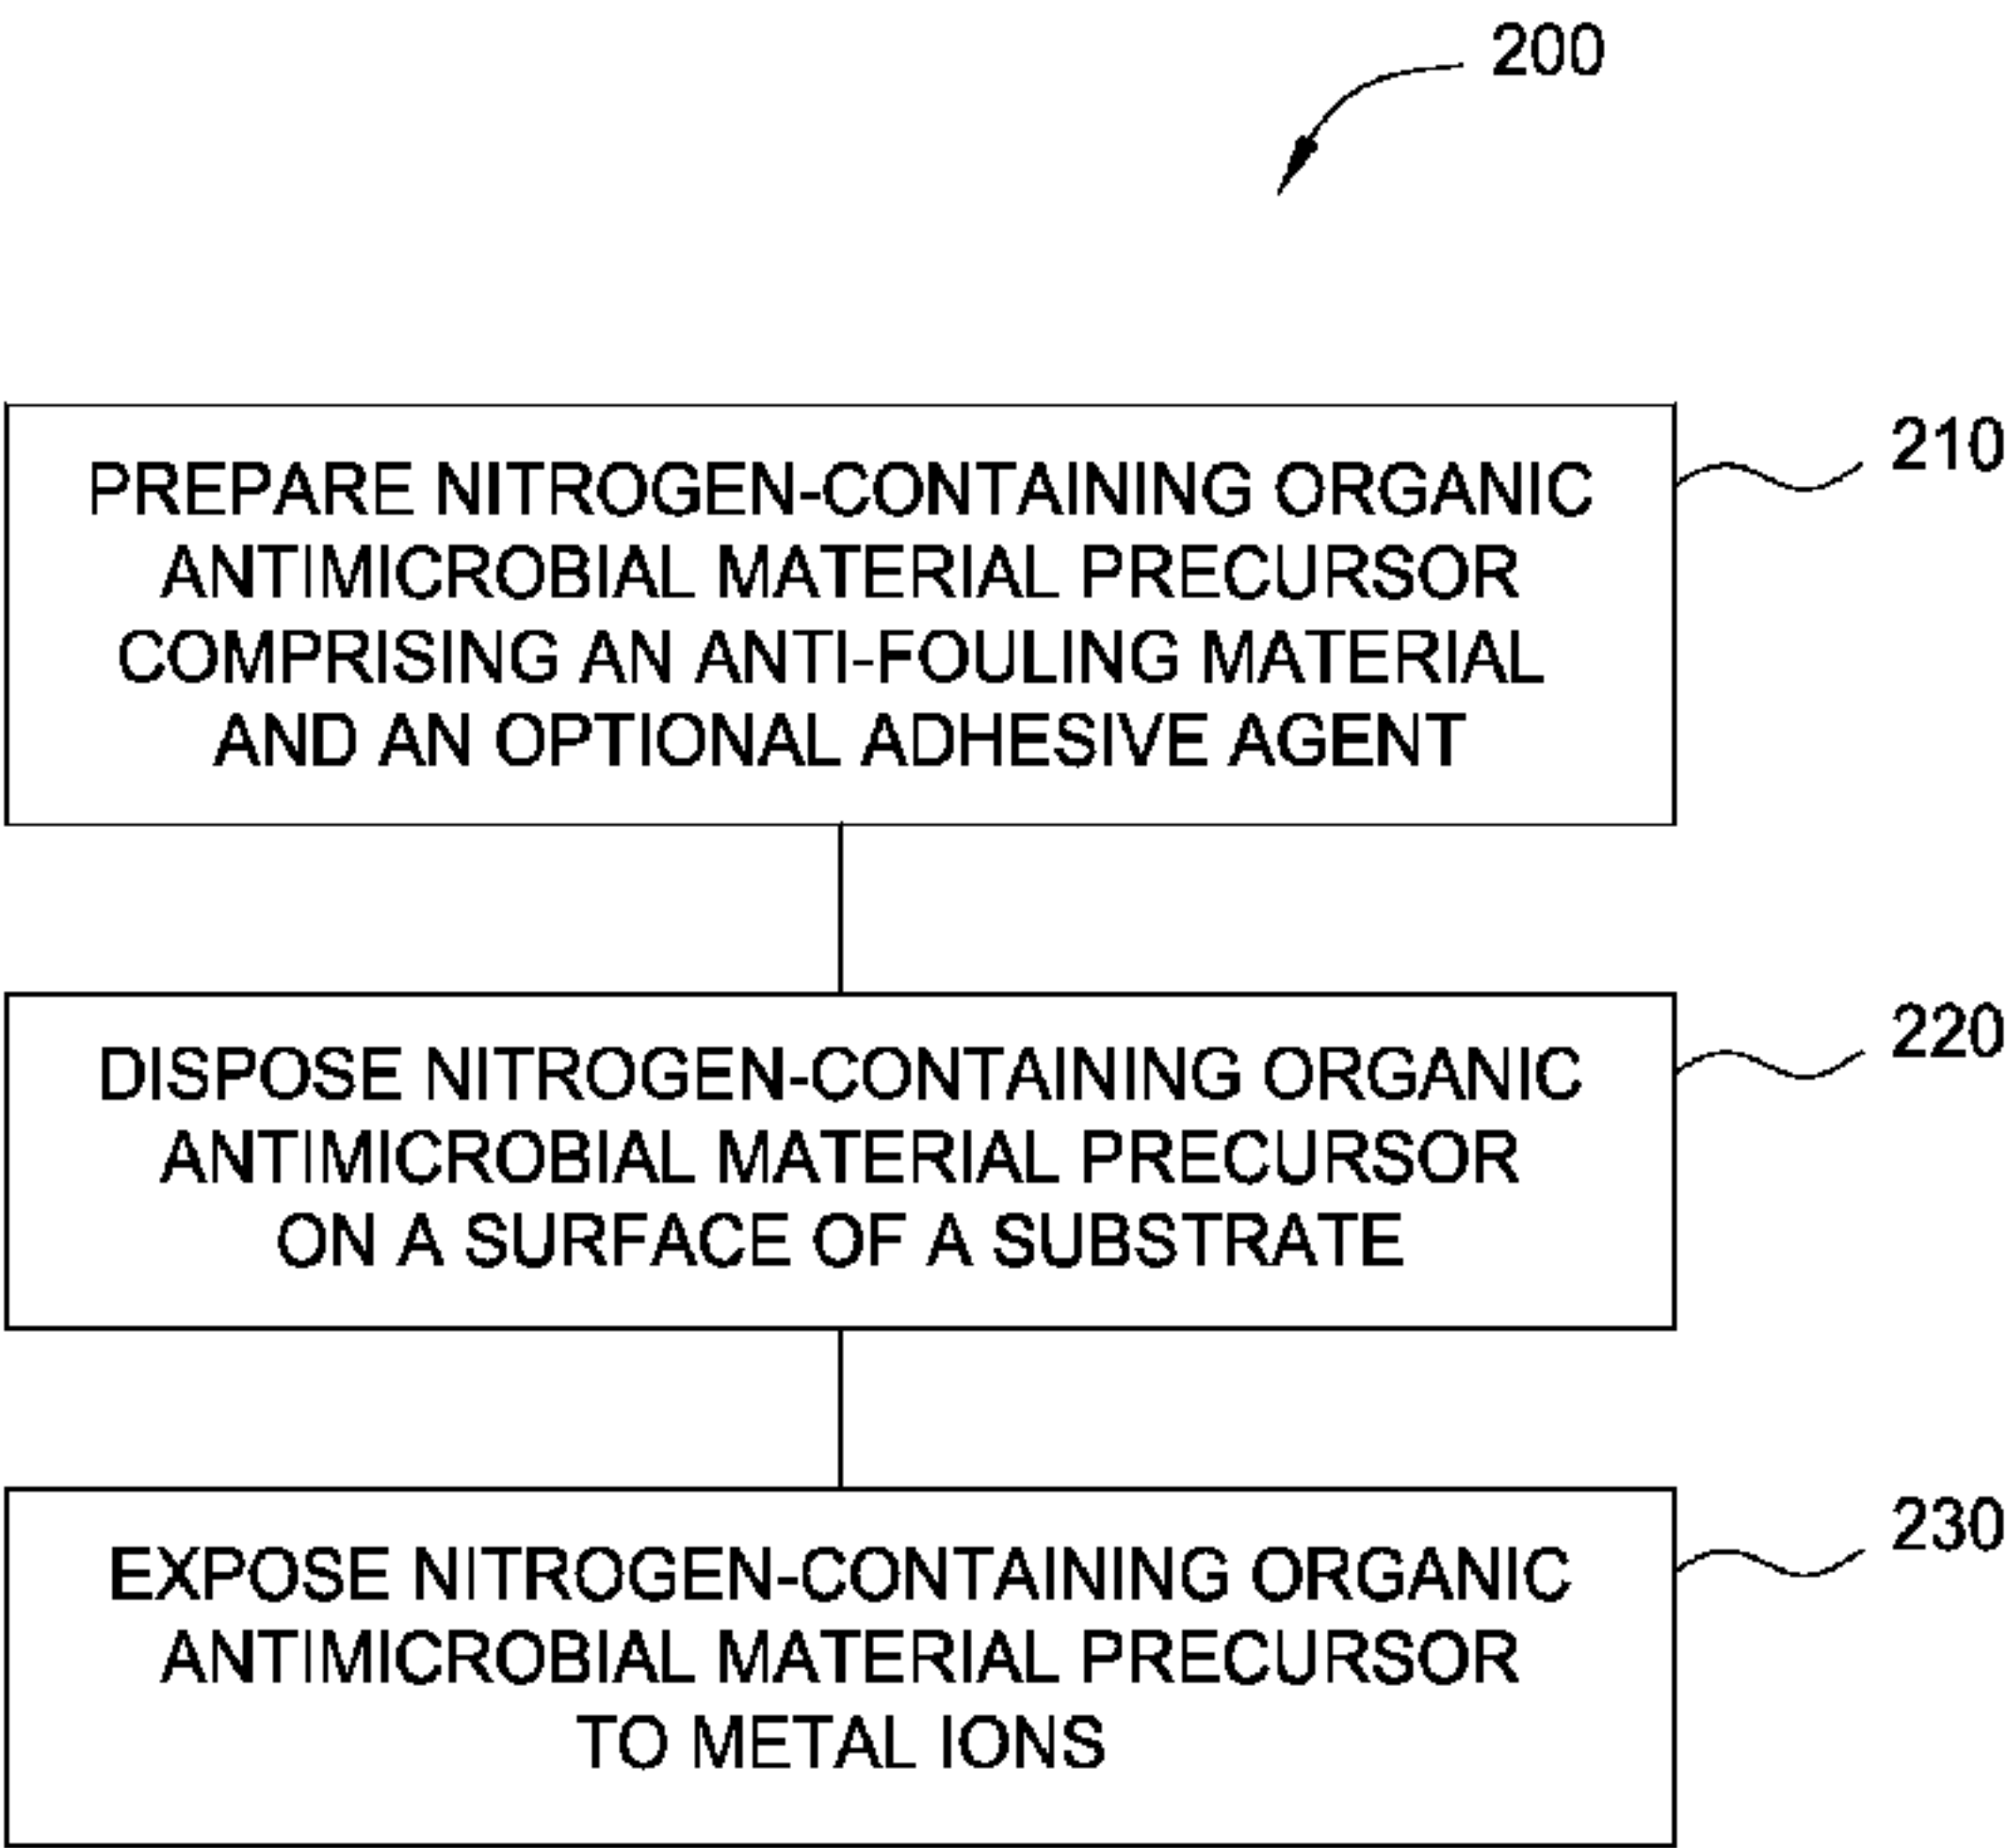 200
PREPARE NITROGEN-CONTAINING ORGANIC
ANTIMICROBIAL MATERIAL PRECURSOR
COMPRISING AN ANTI-FOULING MATERIAL
AND AN OPTIONAL ADHESIVE AGENT
210
DISPOSE NITROGEN-CONTAINING ORGANIC
ANTIMICROBIAL MATERIAL PRECURSOR
ON A SURFACE OF A SUBSTRATE
220
EXPOSE NITROGEN-CONTAINING ORGANIC
ANTIMICROBIAL MATERIAL PRECURSOR
TO METAL IONS
230